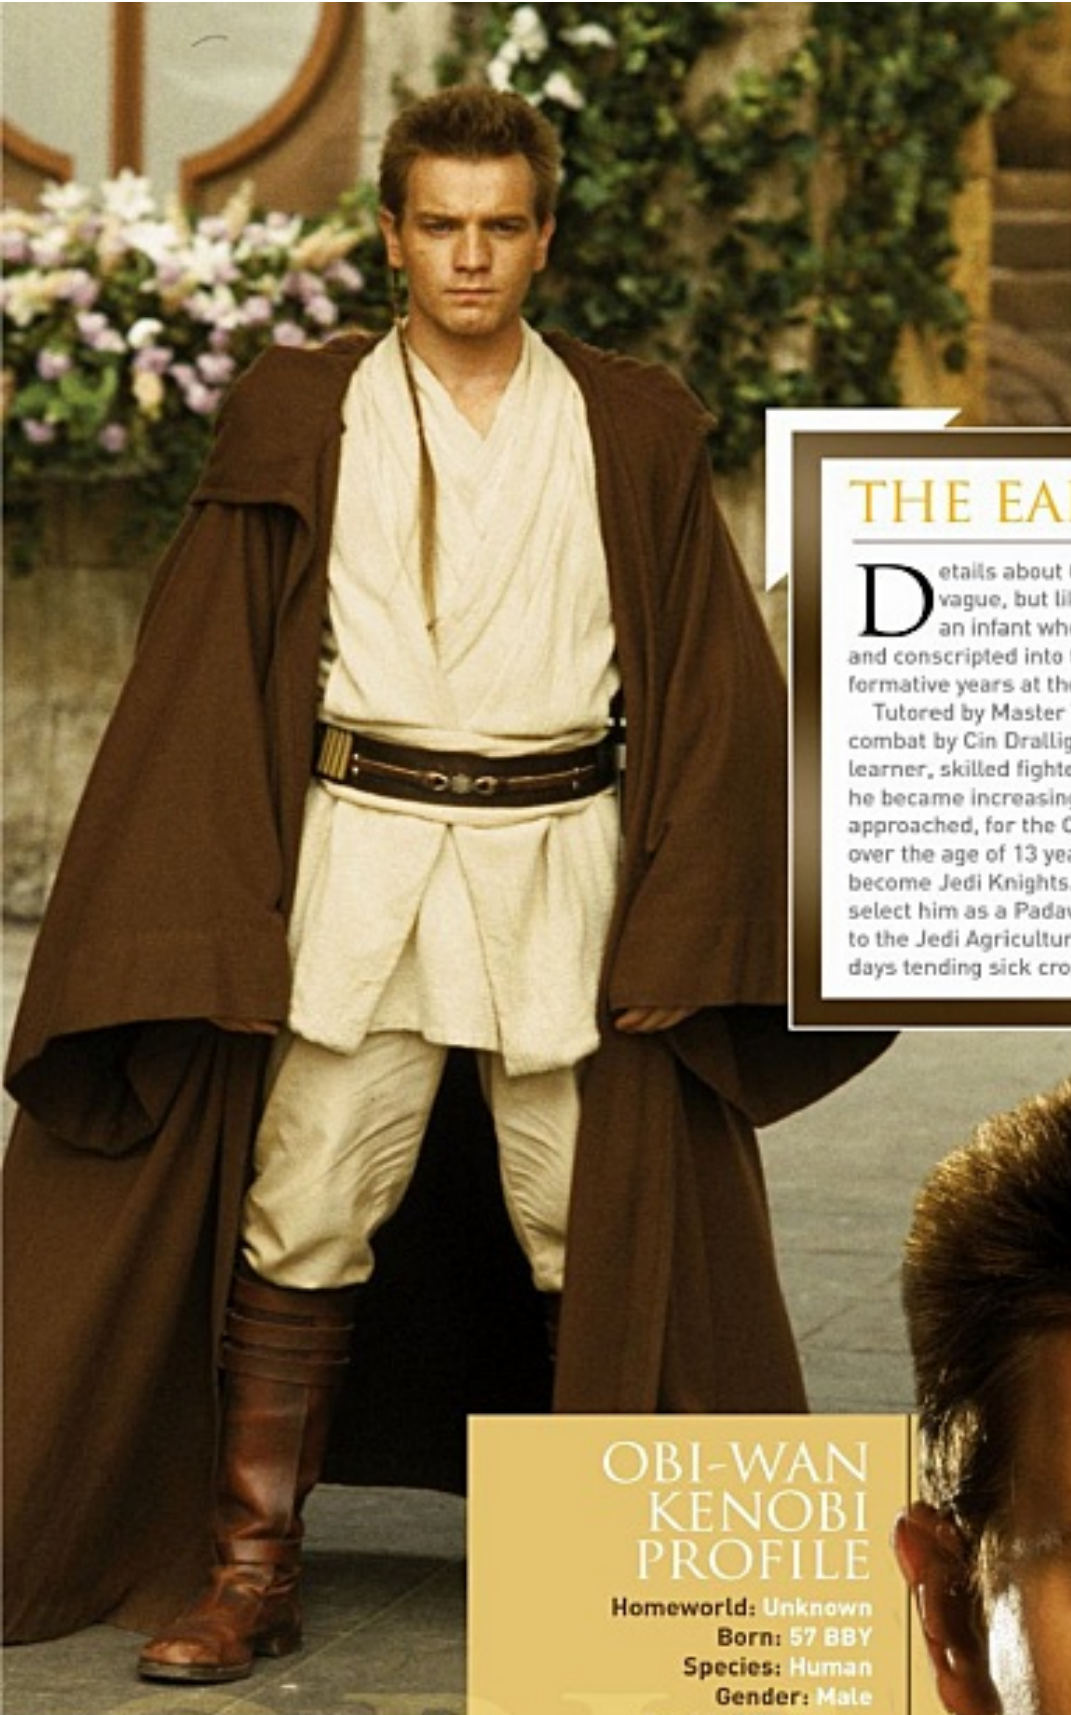 THE EA
Details about
vague, but li
an infant wh
and conscripted into
formative years at the
Tutored by Master
combat by Cin Drallig
learner, skilled fighte
he became increasing
approached, for the
over the age of 13 yea
become Jedi Knights.
select him as a Padaw
to the Jedi Agricultur
days tending sick cro
OBI-WAN
KENOBI
PROFILE
Homeworld: Unknown
Born: 57 BBY
Species: Human
Gender: Male